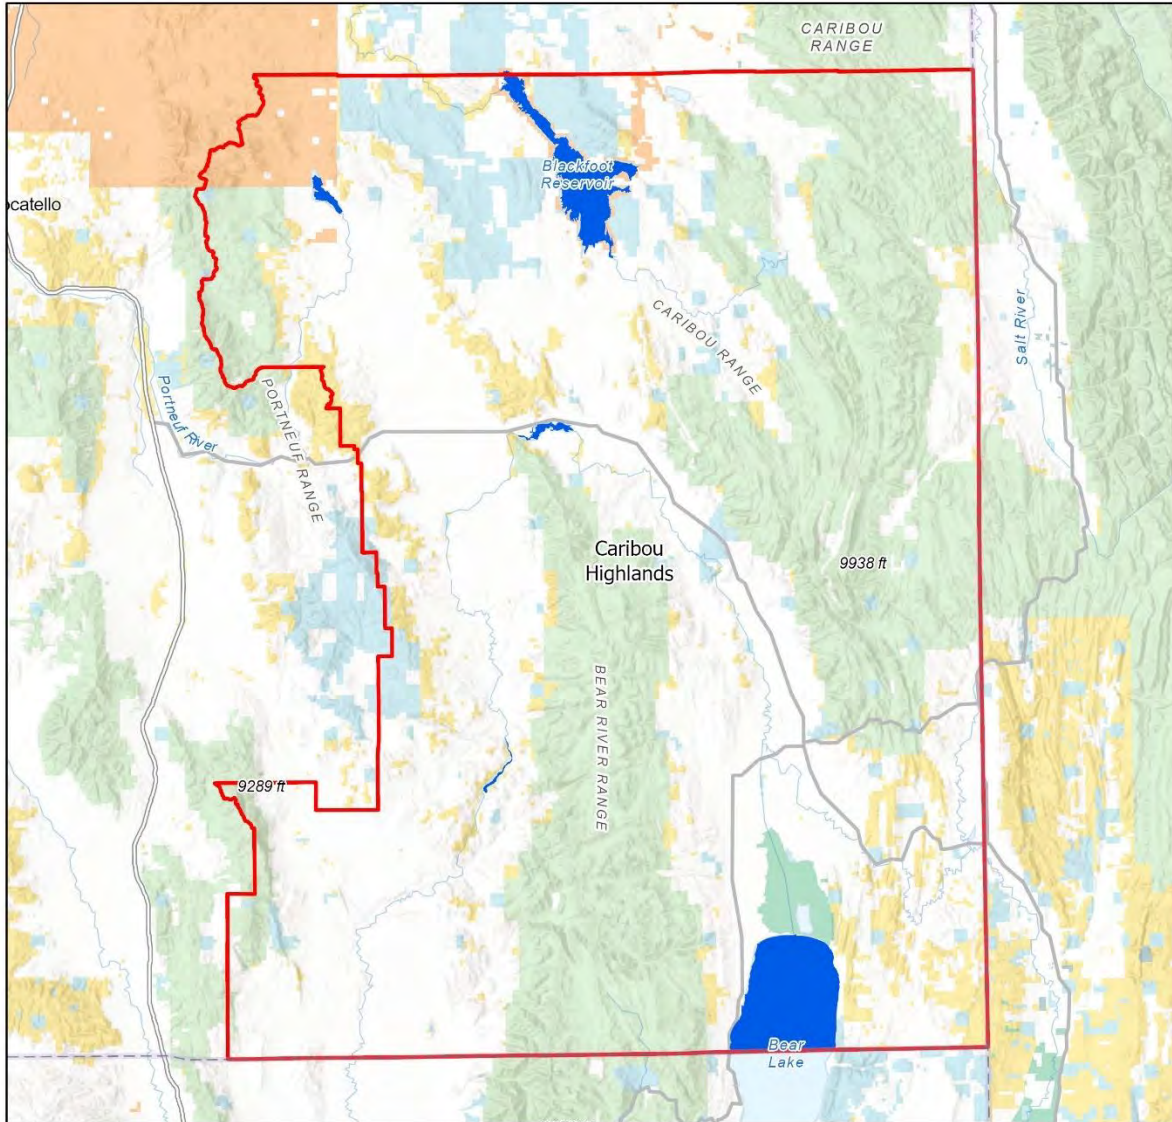 CARIBOU
RANGE
Blackfoot
Reservoir
ocatello
CARIBOU RANGE
Salt River
Portneuf River
PORTNEUF RANGE
Caribou
Highlands
9938 ft
BEAR RIVER RANGE
9289 ft
Bear
Lake